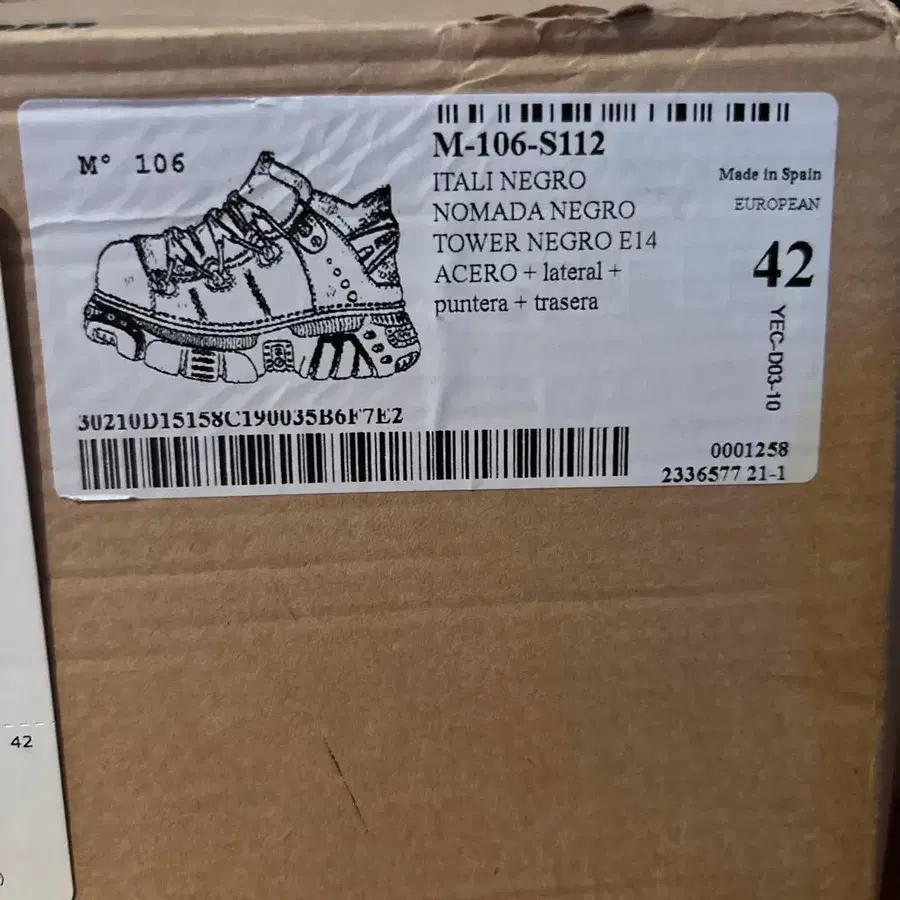 M° 106
M-106-S112
ITALI NEGRO
NOMADA NEGRO
TOWER NEGRO E14
ACERO + lateral +
puntera + trasera
Made in Spain
EUROPEAN
42
YEC-D03-10
30210D15158C190035B6F7E2
0001258
2336577 21-1
42
)